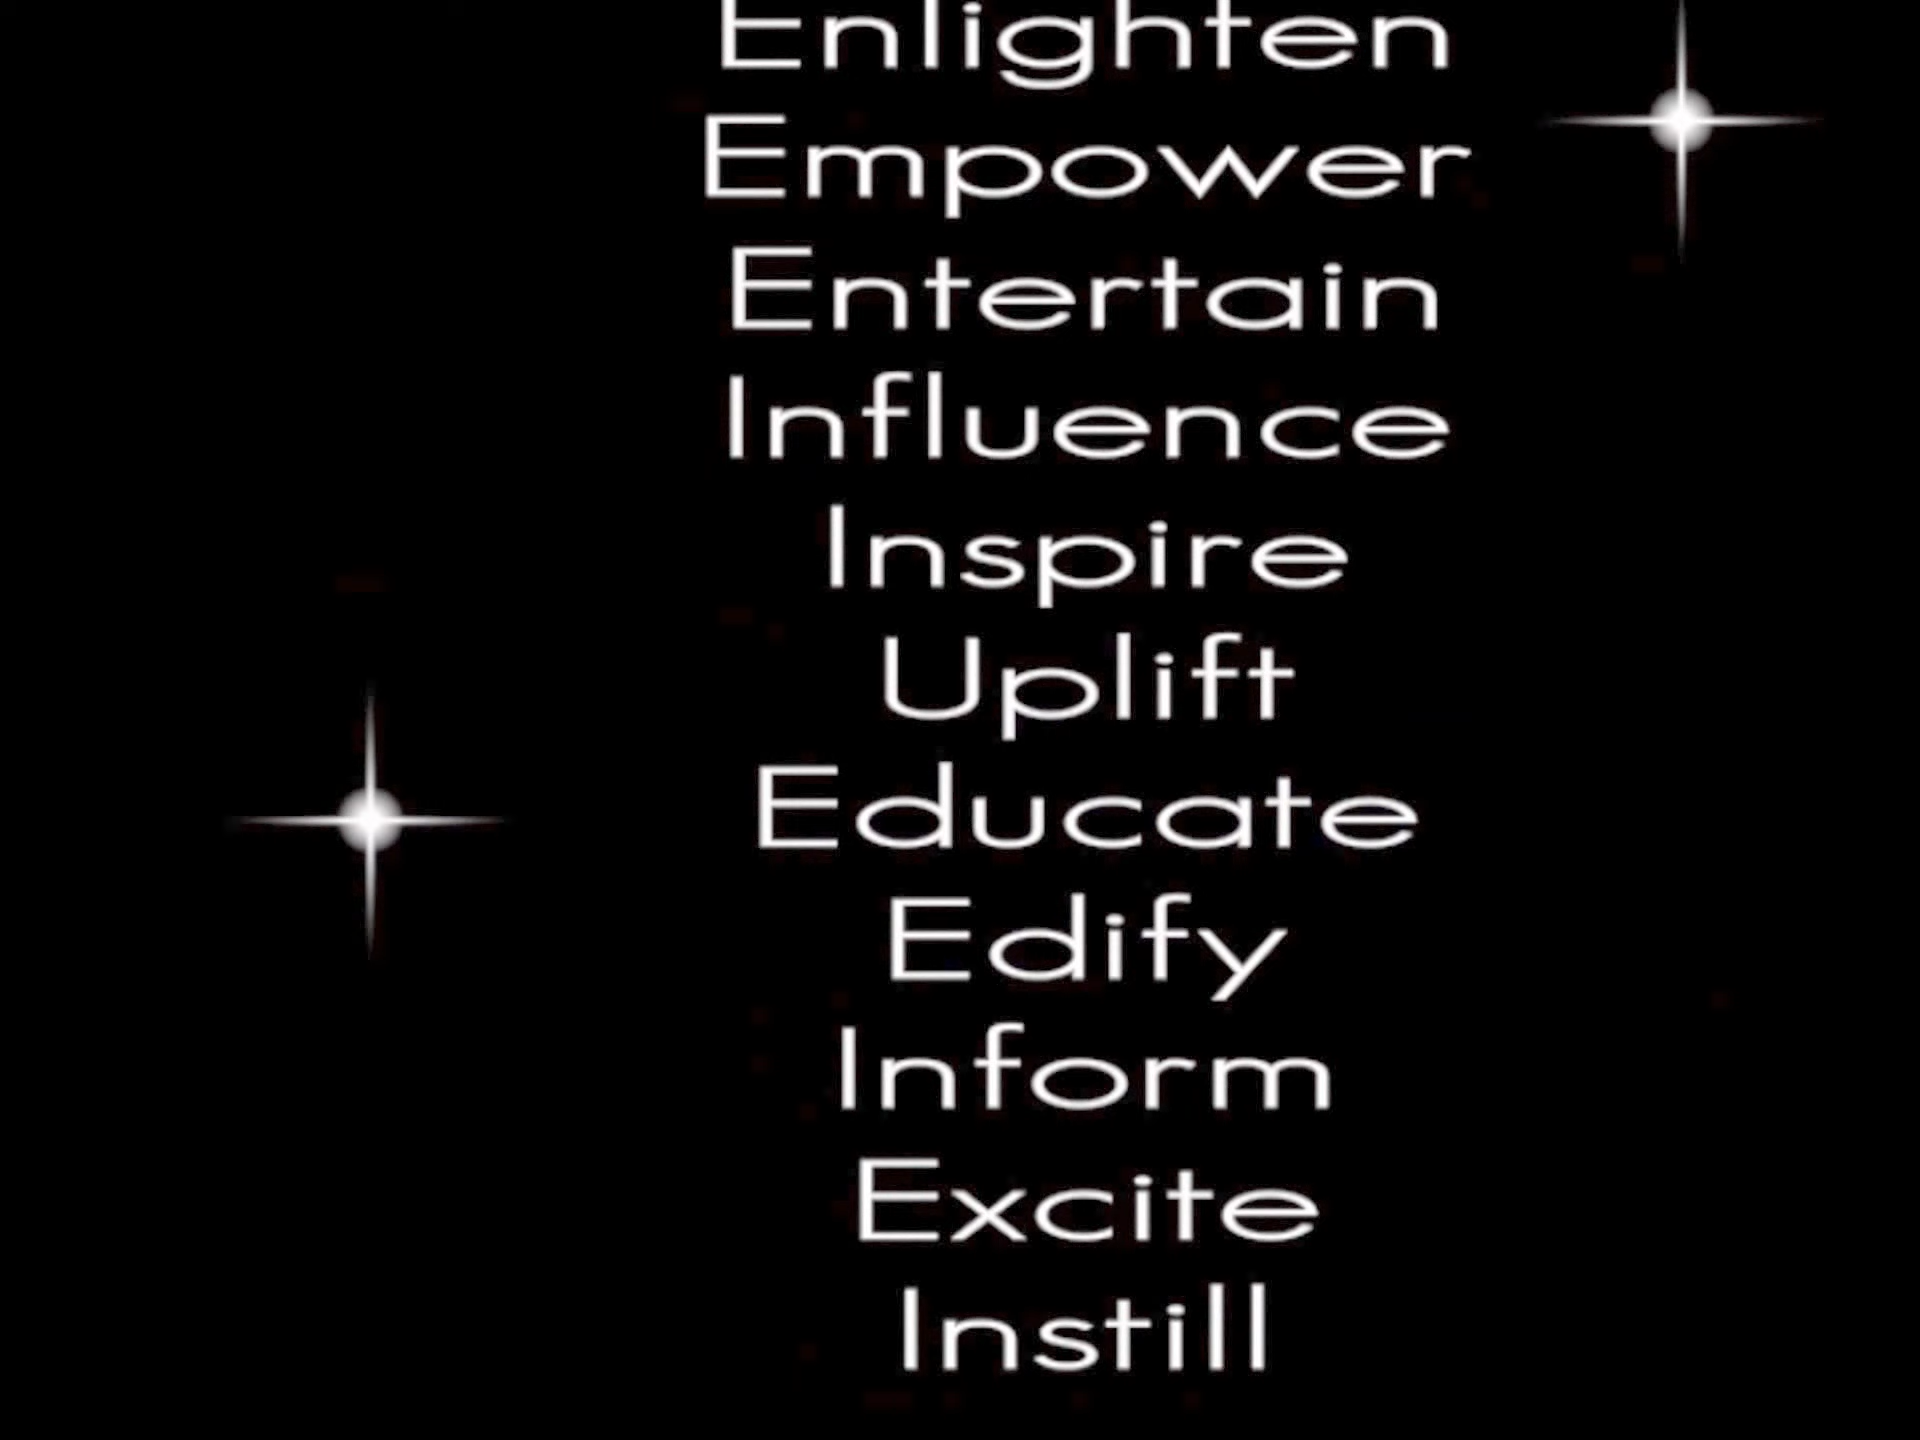 Enlighten
Empower
Entertain
Influence
Inspire
Uplift
Educate
Edify
Inform
Excite
Instill